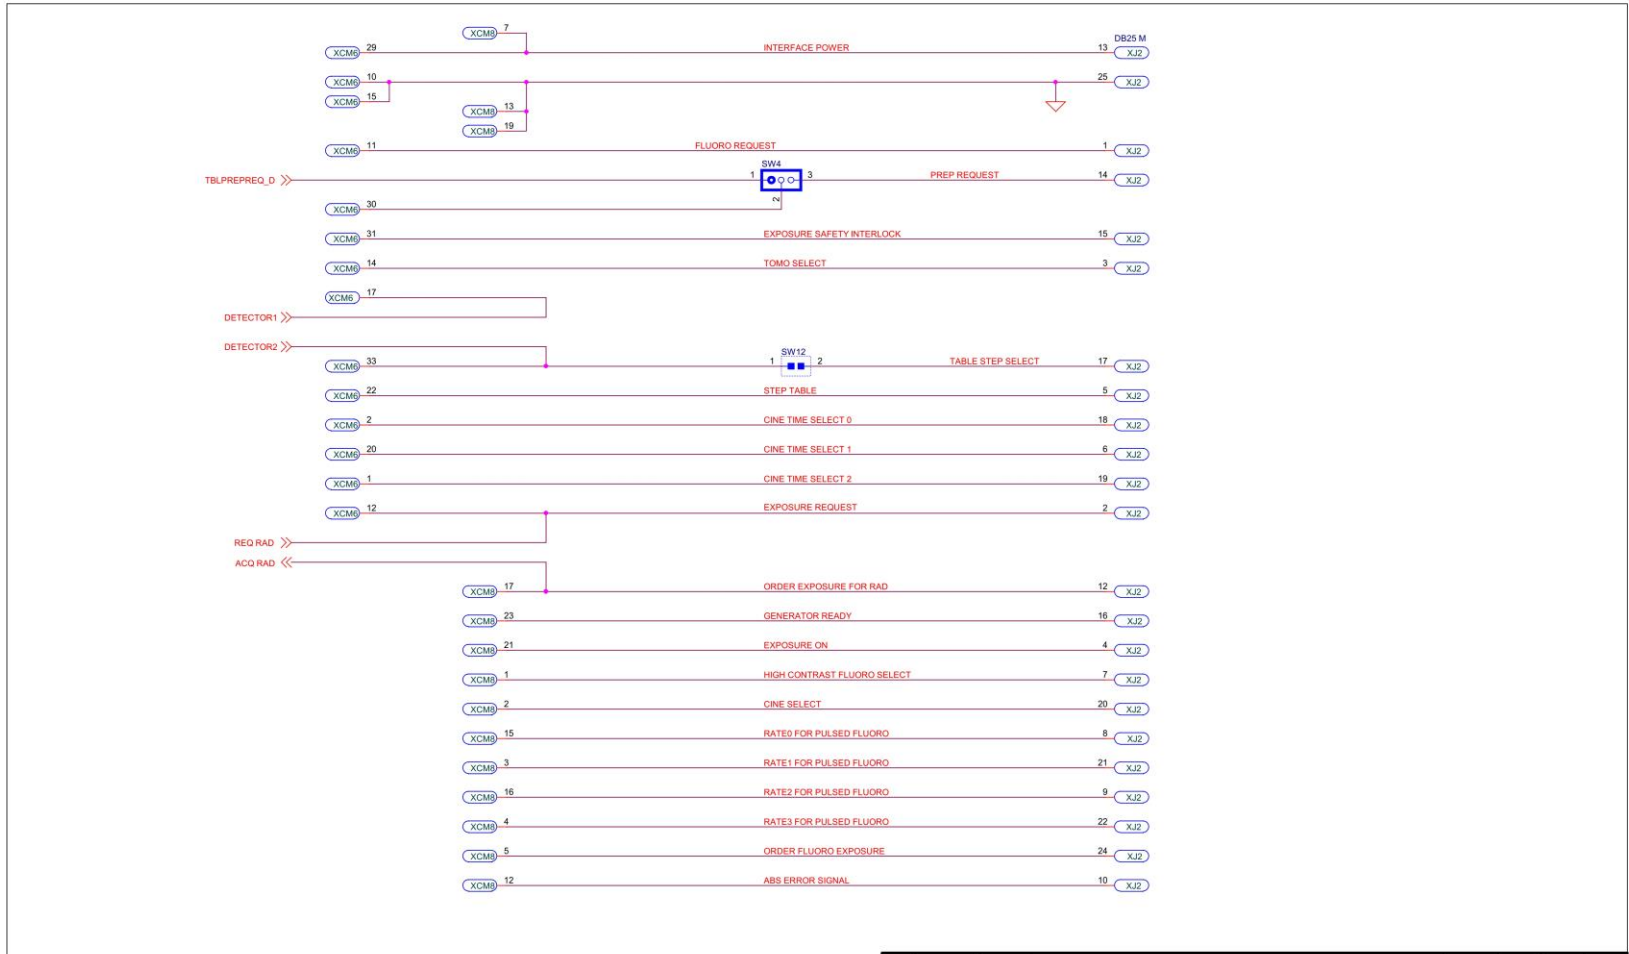 XCM8 7
DB25 M
XCM6 29 INTERFACE POWER 13 XJ2
XCM6 10 25 XJ2
XCM6 15
XCM8 13
XCM8 19
XCM6 11 FLUORO REQUEST 1 XJ2
SW4
TBLPREPREQ_D 1 3 PREP REQUEST 14 XJ2
2
XCM6 30
XCM6 31 EXPOSURE SAFETY INTERLOCK 15 XJ2
XCM6 14 TOMO SELECT 3 XJ2
XCM6 17
DETECTOR1
DETECTOR2
SW12
XCM6 33 1 2 TABLE STEP SELECT 17 XJ2
XCM6 22 STEP TABLE 5 XJ2
XCM6 2 CINE TIME SELECT 0 18 XJ2
XCM6 20 CINE TIME SELECT 1 6 XJ2
XCM6 1 CINE TIME SELECT 2 19 XJ2
XCM6 12 EXPOSURE REQUEST 2 XJ2
REQ RAD
ACQ RAD
XCM8 17 ORDER EXPOSURE FOR RAD 12 XJ2
XCM8 23 GENERATOR READY 16 XJ2
XCM8 21 EXPOSURE ON 4 XJ2
XCM8 1 HIGH CONTRAST FLUORO SELECT 7 XJ2
XCM8 2 CINE SELECT 20 XJ2
XCM8 15 RATE0 FOR PULSED FLUORO 8 XJ2
XCM8 3 RATE1 FOR PULSED FLUORO 21 XJ2
XCM8 16 RATE2 FOR PULSED FLUORO 9 XJ2
XCM8 4 RATE3 FOR PULSED FLUORO 22 XJ2
XCM8 5 ORDER FLUORO EXPOSURE 24 XJ2
XCM8 12 ABS ERROR SIGNAL 10 XJ2